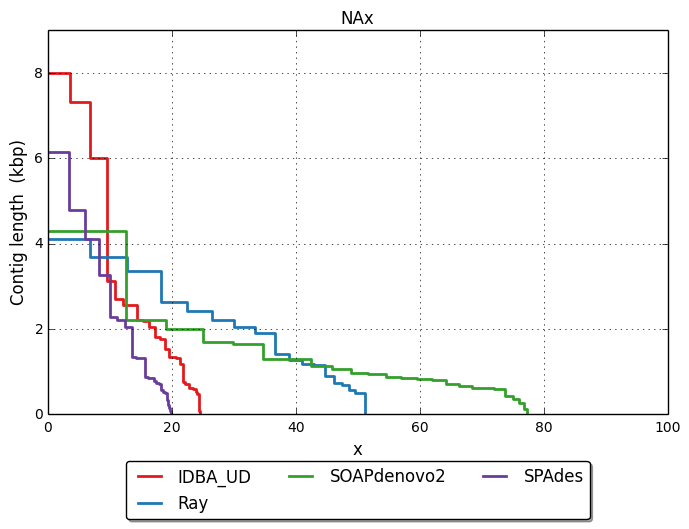 NAx
Contig length (kbp)
8
6
4
2
0
0 20 40 60 80 100
x
IDBA_UD SOAPdenovo2 SPAdes
Ray